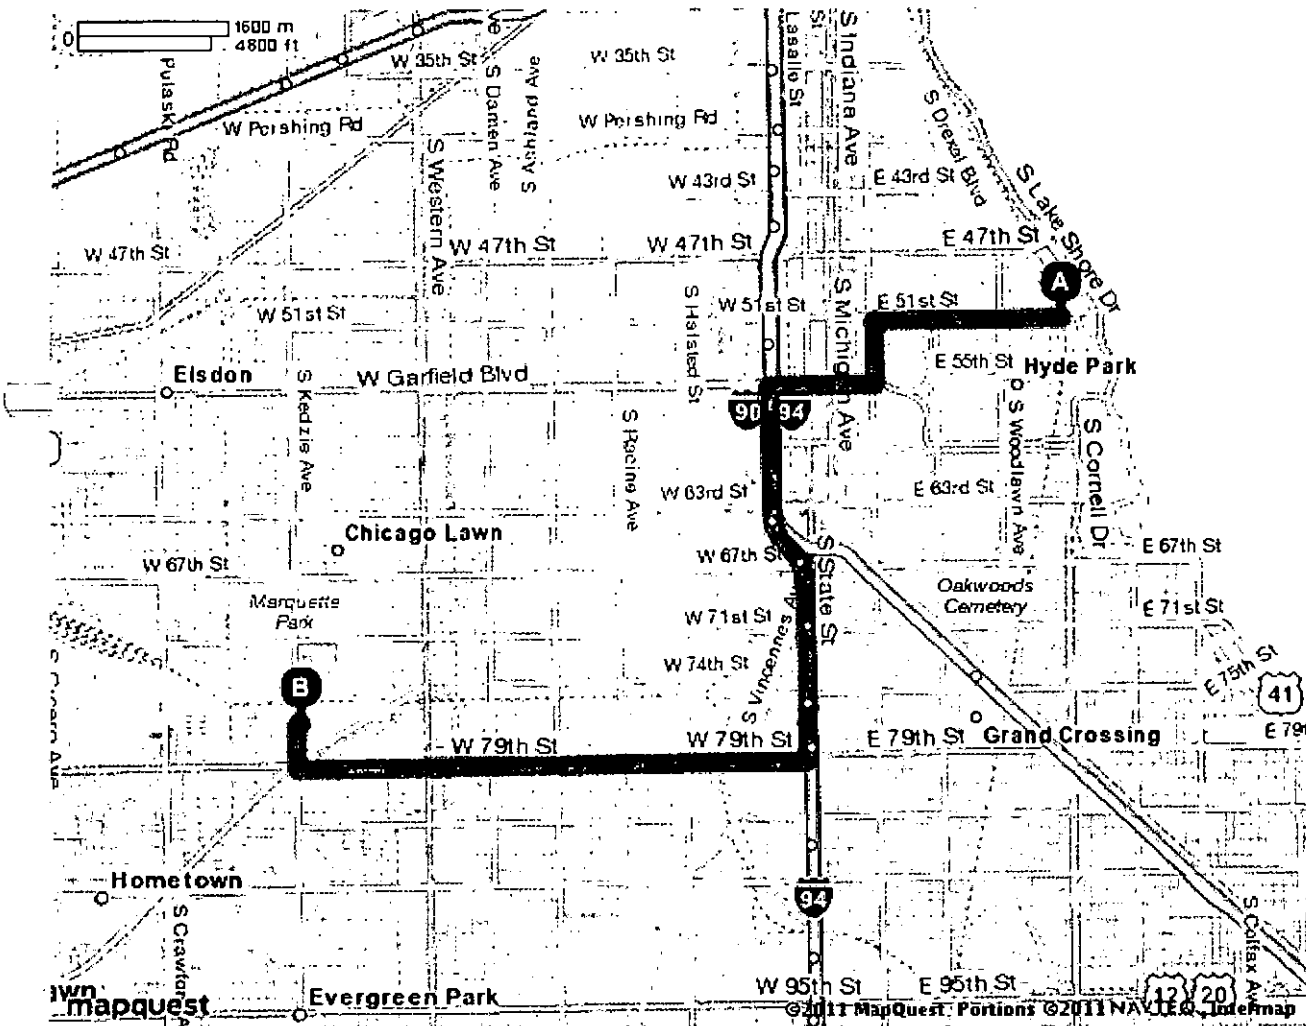 0
1600 m
4800 ft
Pulaski Rd
W 35th St
S Damen Ave
S Ashland Ave
W 35th St
Lasalle St
St
S Indiana Ave
S Drexel Blvd
W Pershing Rd
W Pershing Rd
S Western Ave
W 43rd St
E 43rd St
S Lake Shore Dr
W 47th St
W 47th St
W 47th St
E 47th St
A
W 51st St
S Halsted St
W 51st St
S Michigan Ave
E 51st St
Elsdon
S Kedzie Ave
W Garfield Blvd
E 55th St
Hyde Park
S Racine Ave
90
94
S Woodlawn Ave
S Cornell Dr
W 63rd St
E 63rd St
Chicago Lawn
W 67th St
W 67th St
S State St
E 67th St
Marquette
Park
Oakwoods
Cemetery
W 71st St
E 71st St
S Vincennes
W 74th St
E 75th St
B
41
W 79th St
W 79th St
E 79th St
Grand Crossing
E 79t
Hometown
94
S Crawford A
S Colfax Av
W 95th St
E 95th St
12
20
awn
mapquest
Evergreen Park
©2011 MapQuest Portions ©2011 NAVTEQ, Intermap